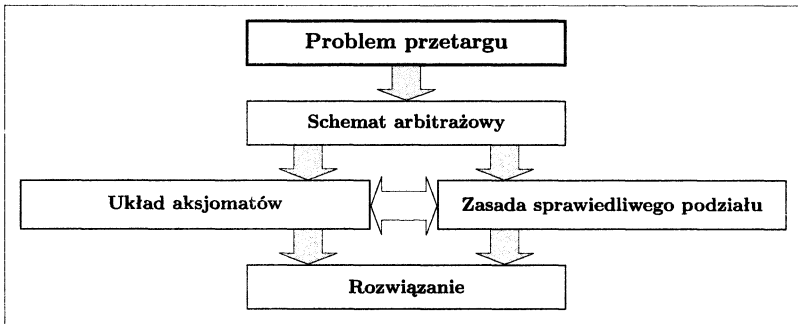 Problem przetargu
Schemat arbitrażowy
Układ aksjomatów
Zasada sprawiedliwego podziału
Rozwiązanie